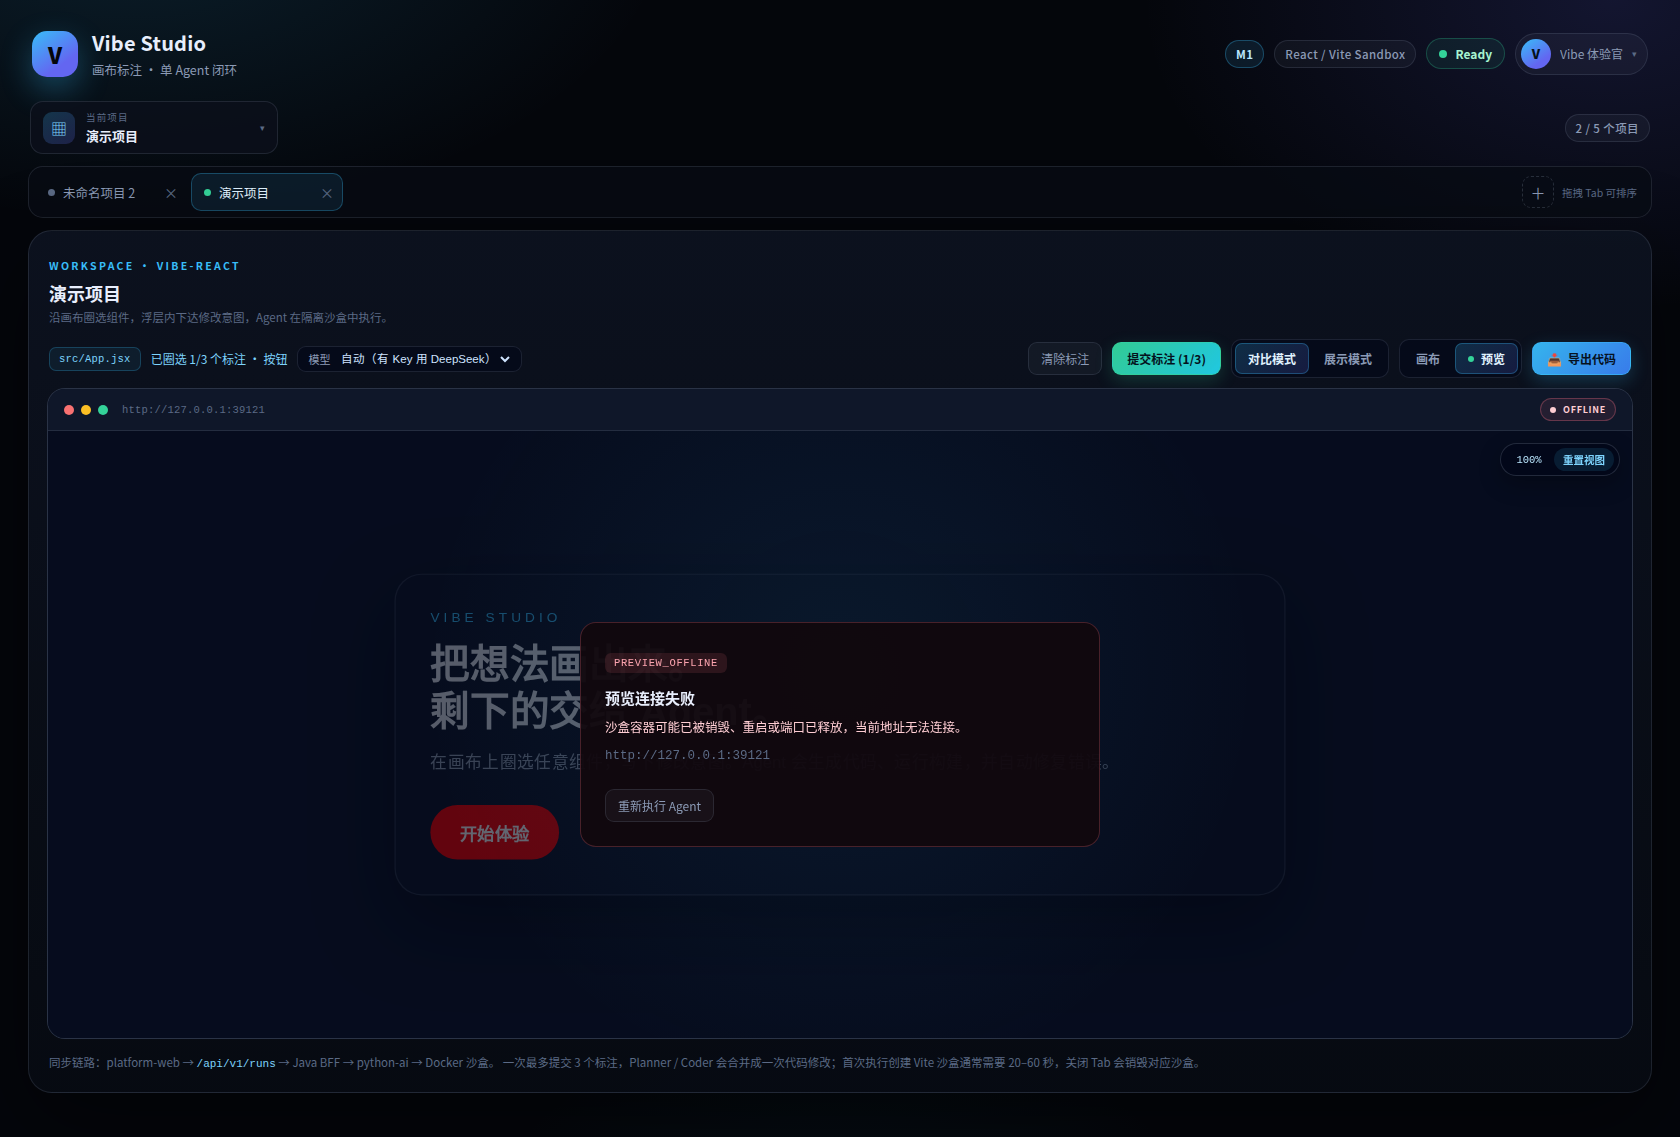 V
Vibe Studio
画布标注 · 单 Agent 闭环
M1
React / Vite Sandbox
Ready
V
Vibe 体验官
当前项目
演示项目
2 / 5 个项目
未命名项目 2 ×
演示项目 ×
+
拖拽 Tab 可排序
WORKSPACE · VIBE-REACT
演示项目
沿画布圈选组件，浮层内下达修改意图，Agent 在隔离沙盒中执行。
src/App.jsx
已圈选 1/3 个标注 · 按钮
模型
自动（有 Key 用 DeepSeek）
清除标注
提交标注 (1/3)
对比模式
展示模式
画布
预览
导出代码
http://127.0.0.1:39121
OFFLINE
100%
重置视图
VIBE STUDIO
把想法画出来。
剩下的交
在画布上圈选任意组
开始体验
PREVIEW_OFFLINE
预览连接失败
沙盒容器可能已被销毁、重启或端口已释放，当前地址无法连接。
http://127.0.0.1:39121
重新执行 Agent
同步链路：platform-web → /api/v1/runs → Java BFF → python-ai → Docker 沙盒。 一次最多提交 3 个标注，Planner / Coder 会合并成一次代码修改；首次执行创建 Vite 沙盒通常需要 20–60 秒，关闭 Tab 会销毁对应沙盒。